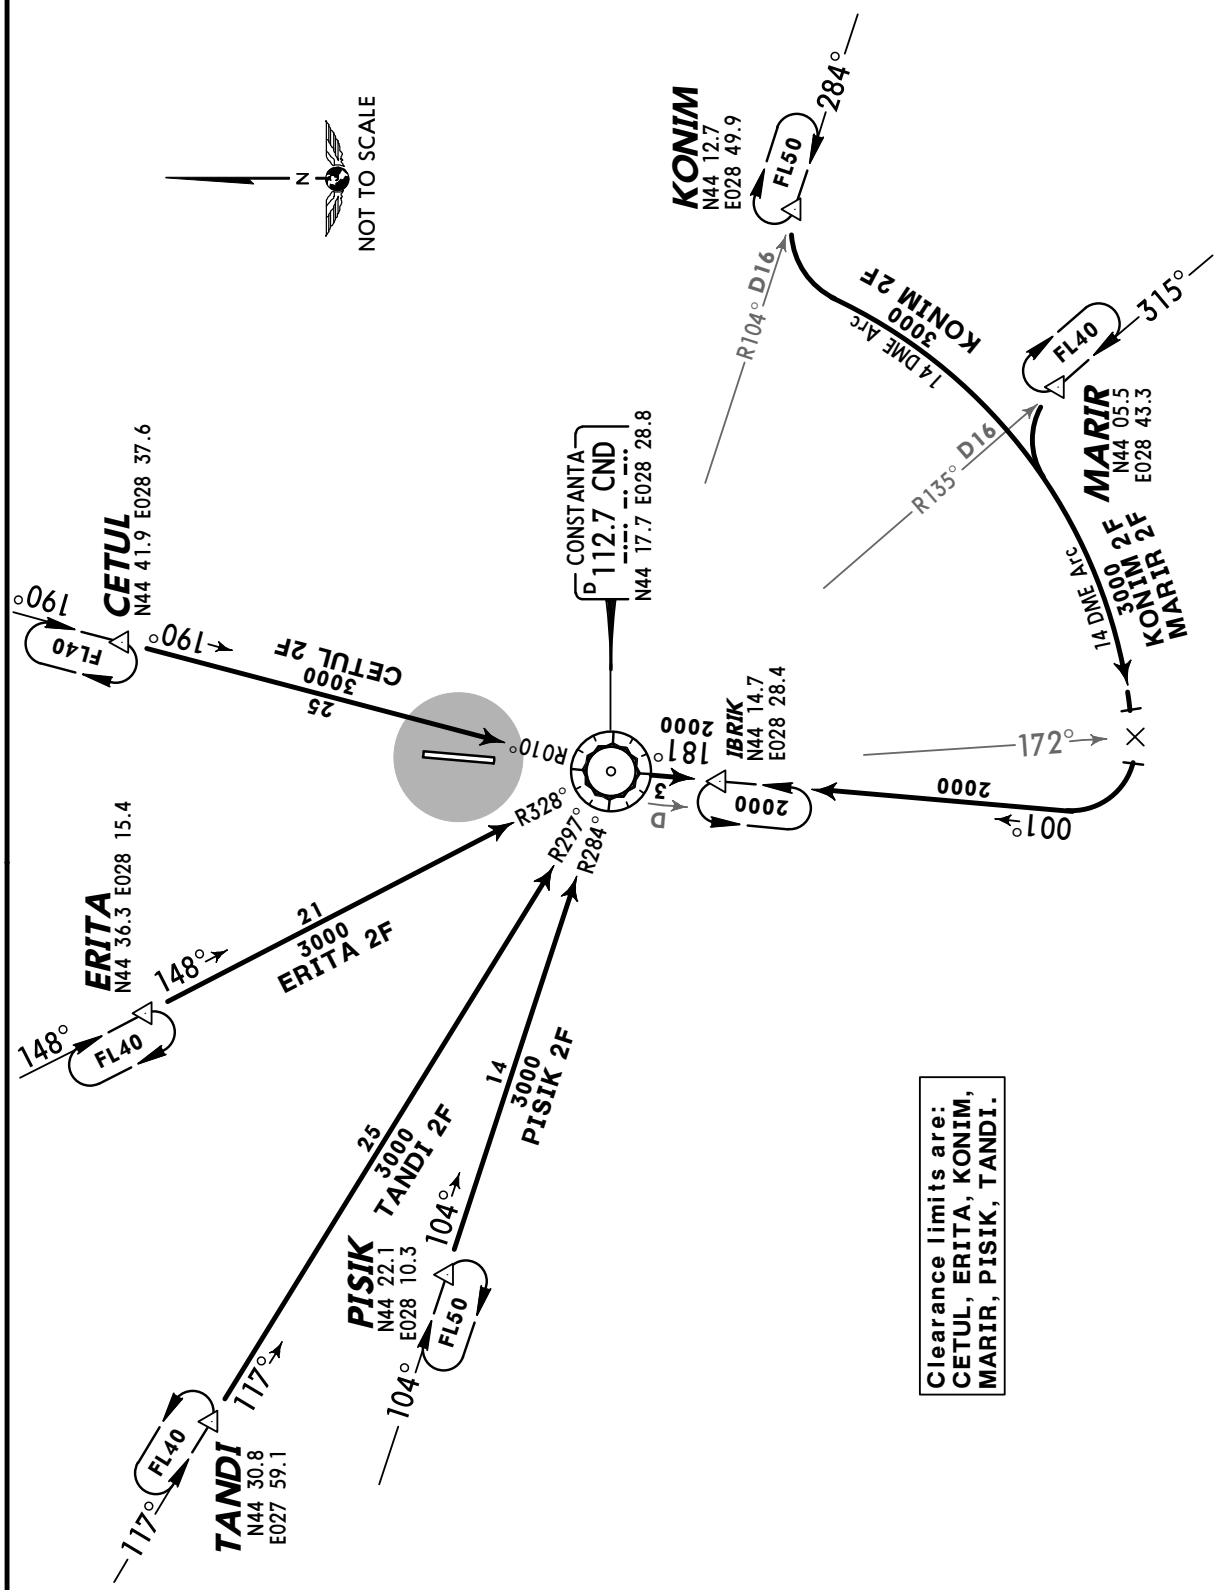 N
NOT TO SCALE
190°
FL40
CETUL
N44 41.9 E028 37.6
190°
CETUL 2F
3000
25
R010°
148°
FL40
ERITA
N44 36.3 E028 15.4
148°
21
3000
ERITA 2F
R328°
117°
FL40
TANDI
N44 30.8
E027 59.1
117°
25
3000
TANDI 2F
R297°
104°
FL50
PISIK
N44 22.1
E028 10.3
104°
14
3000
PISIK 2F
R284°
CONSTANTA
D
112.7 CND
N44 17.7 E028 28.8
2000
181°
3
D
IBRIK
N44 14.7
E028 28.4
2000
2000
001°
172°
KONIM
N44 12.7
E028 49.9
FL50
284°
R104° D16
KONIM 2F
3000
14 DME Arc
R135° D16
FL40
315°
MARIR
N44 05.5
E028 43.3
14 DME Arc
3000
KONIM 2F
MARIR 2F
Clearance limits are:
CETUL, ERITA, KONIM,
MARIR, PISIK, TANDI.